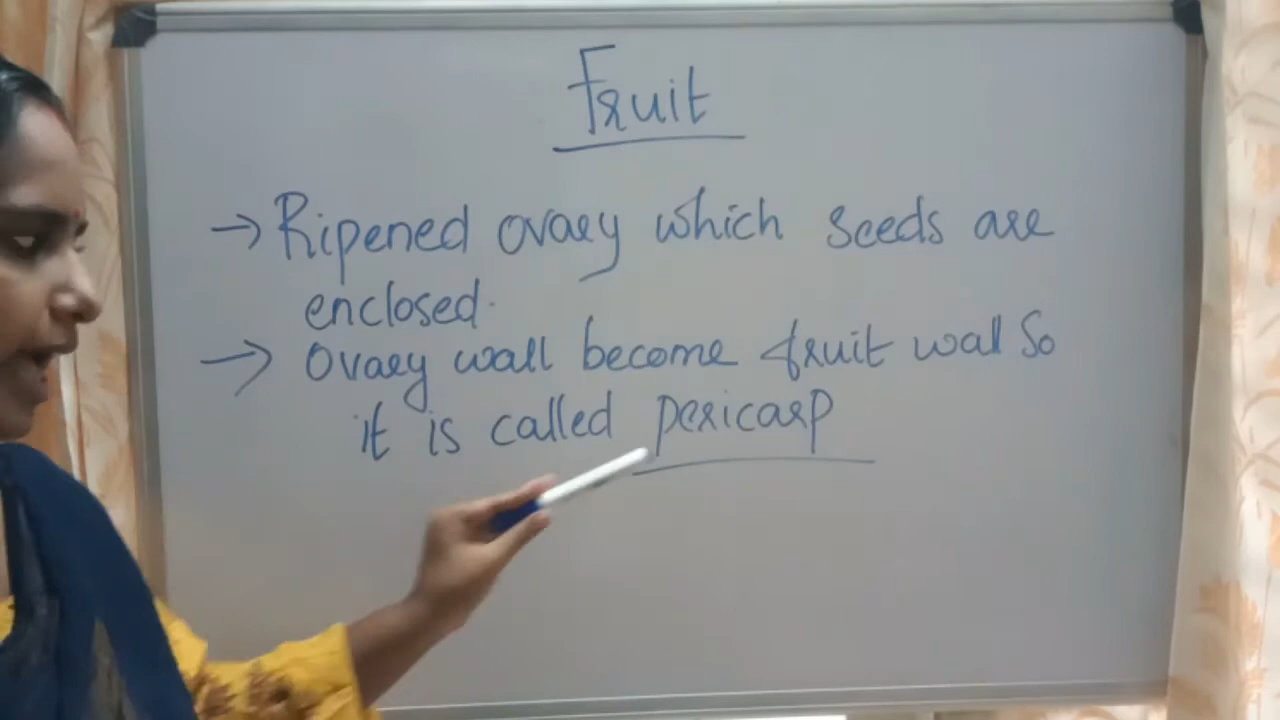 Fruit
→ Ripened ovary which seeds are
enclosed.
→ Ovary wall become fruit wall So
it is called pericarp